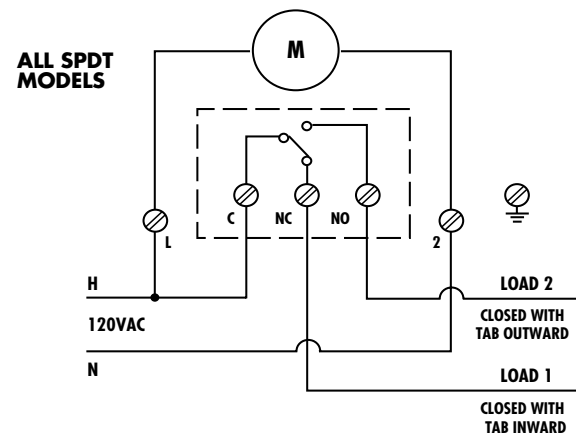 ALL SPDT
MODELS
M
C
NC
NO
L
2
H
LOAD 2
120VAC
CLOSED WITH
TAB OUTWARD
N
LOAD 1
CLOSED WITH
TAB INWARD